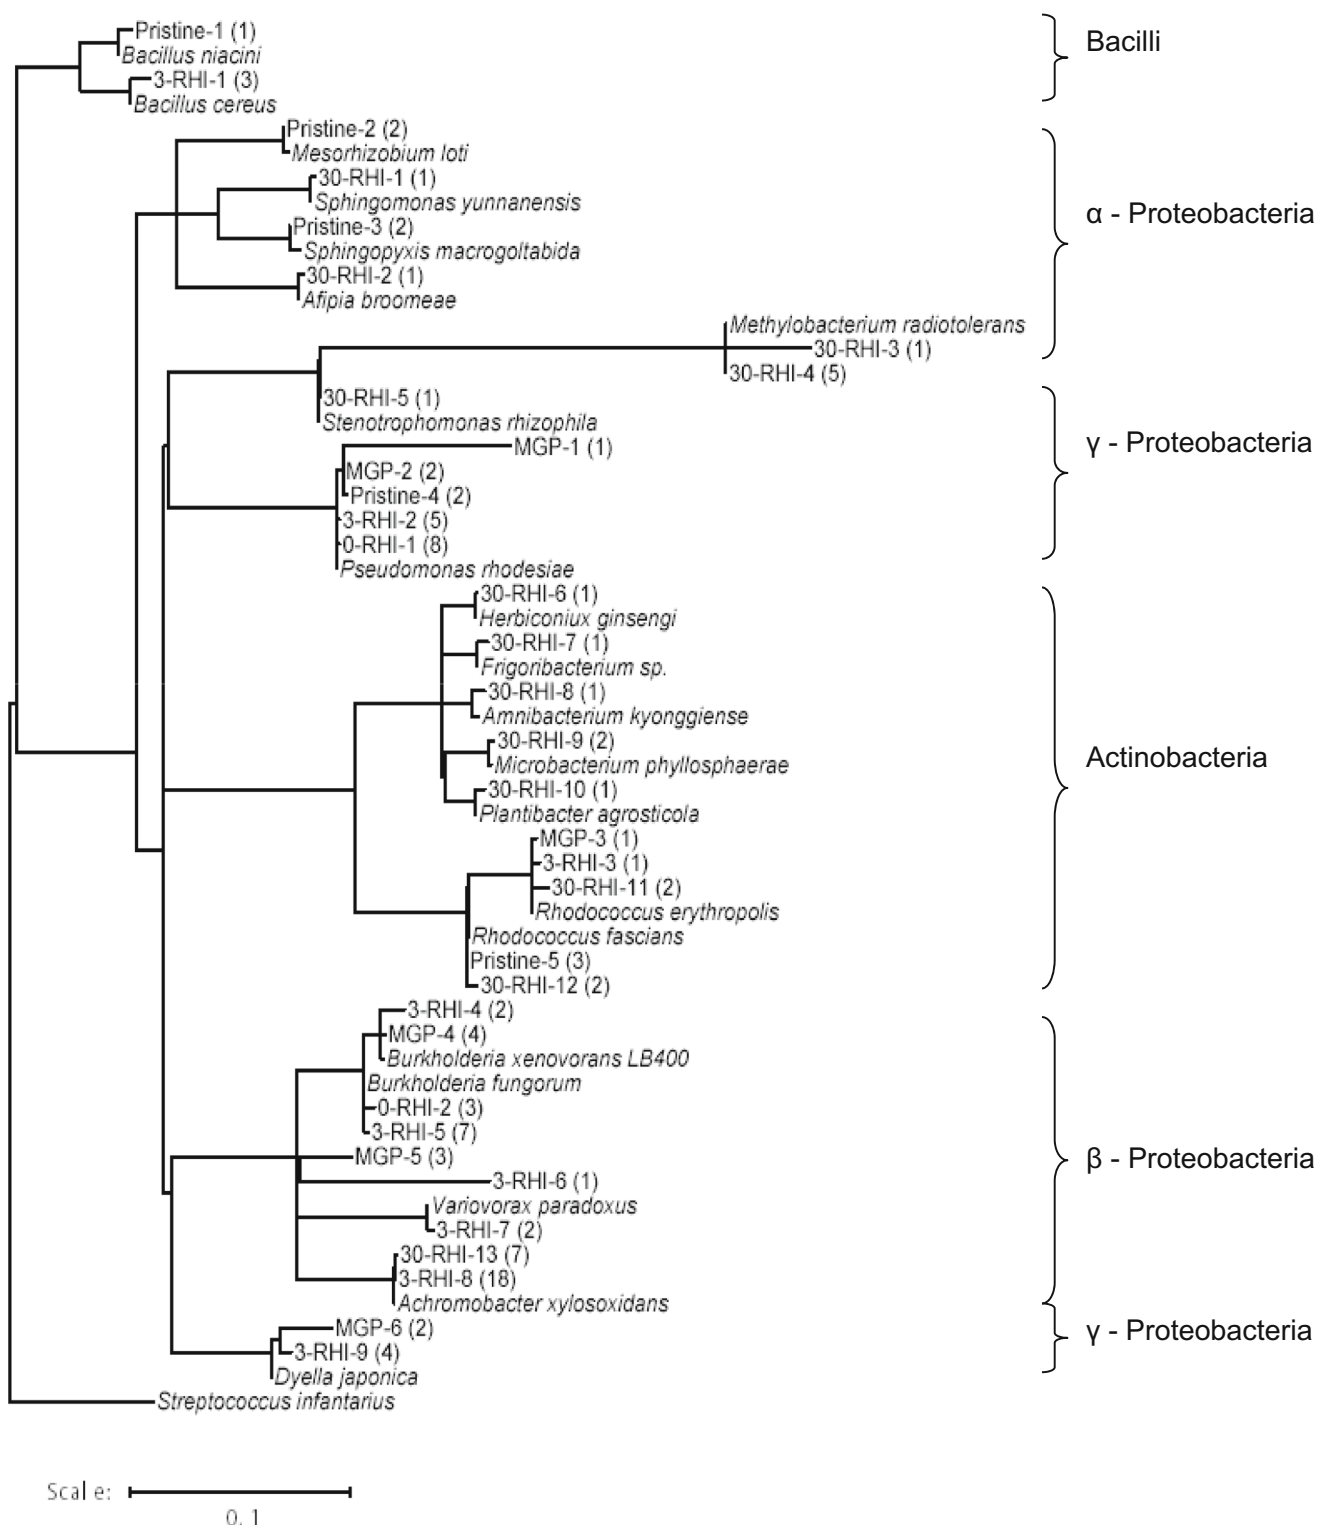 Pristine-1 (1)
Bacillus niacini
3-RHI-1 (3)
Bacillus cereus
Bacilli
Pristine-2 (2)
Mesorhizobium loti
30-RHI-1 (1)
Sphingomonas yunnanensis
Pristine-3 (2)
Sphingopyxis macrogoltabida
30-RHI-2 (1)
Afipia broomeae
Methylobacterium radiotolerans
30-RHI-3 (1)
30-RHI-4 (5)
α - Proteobacteria
30-RHI-5 (1)
Stenotrophomonas rhizophila
MGP-1 (1)
MGP-2 (2)
Pristine-4 (2)
3-RHI-2 (5)
0-RHI-1 (8)
Pseudomonas rhodesiae
γ - Proteobacteria
30-RHI-6 (1)
Herbiconiux ginsengi
30-RHI-7 (1)
Frigoribacterium sp.
30-RHI-8 (1)
Amnibacterium kyonggiense
30-RHI-9 (2)
Microbacterium phyllosphaerae
30-RHI-10 (1)
Plantibacter agrosticola
MGP-3 (1)
3-RHI-3 (1)
30-RHI-11 (2)
Rhodococcus erythropolis
Rhodococcus fascians
Pristine-5 (3)
30-RHI-12 (2)
Actinobacteria
3-RHI-4 (2)
MGP-4 (4)
Burkholderia xenovorans LB400
Burkholderia fungorum
0-RHI-2 (3)
3-RHI-5 (7)
MGP-5 (3)
3-RHI-6 (1)
Variovorax paradoxus
3-RHI-7 (2)
30-RHI-13 (7)
3-RHI-8 (18)
Achromobacter xylosoxidans
β - Proteobacteria
MGP-6 (2)
3-RHI-9 (4)
Dyella japonica
γ - Proteobacteria
Streptococcus infantarius
Scale:
0.1